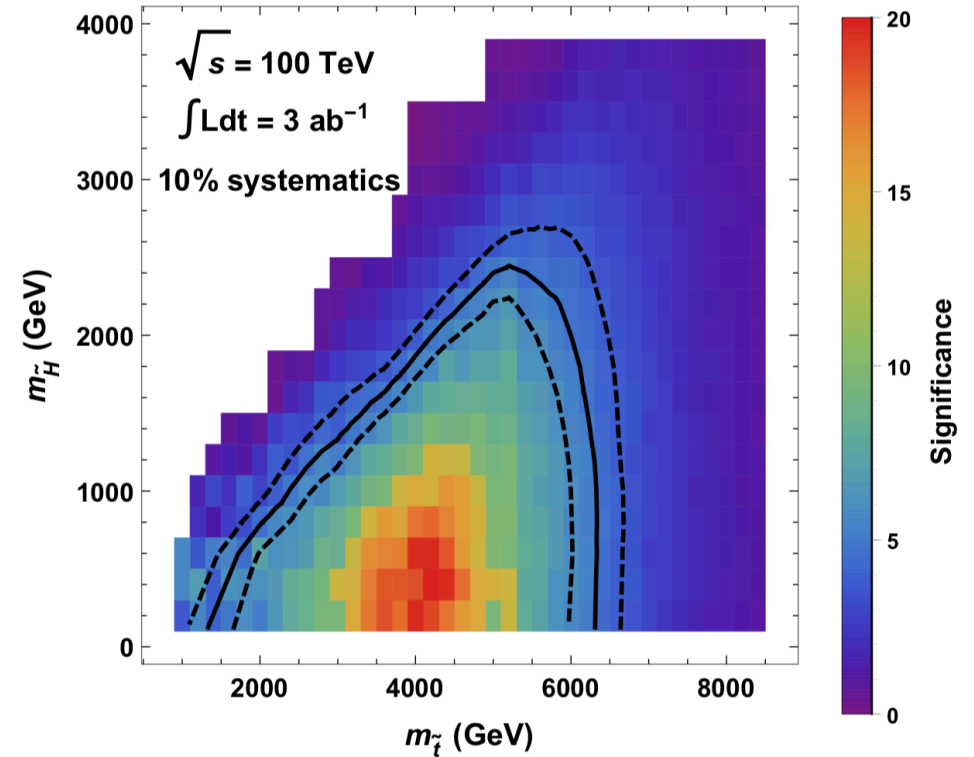 √s = 100 TeV
∫Ldt = 3 ab⁻¹
10% systematics
4000
3000
2000
1000
0
m_H̃ (GeV)
2000
4000
6000
8000
m_t̃ (GeV)
20
15
10
5
0
Significance